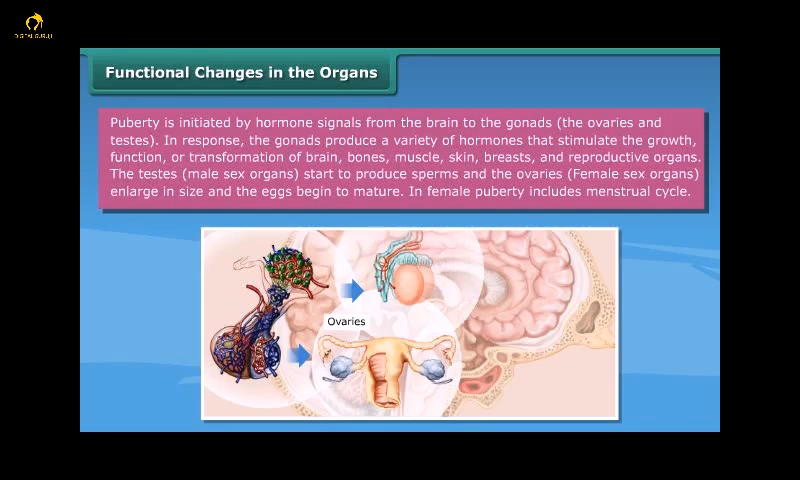 DIGITAL GURUJI
Functional Changes in the Organs
Puberty is initiated by hormone signals from the brain to the gonads (the ovaries and
testes). In response, the gonads produce a variety of hormones that stimulate the growth,
function, or transformation of brain, bones, muscle, skin, breasts, and reproductive organs.
The testes (male sex organs) start to produce sperms and the ovaries (Female sex organs)
enlarge in size and the eggs begin to mature. In female puberty includes menstrual cycle.
Ovaries